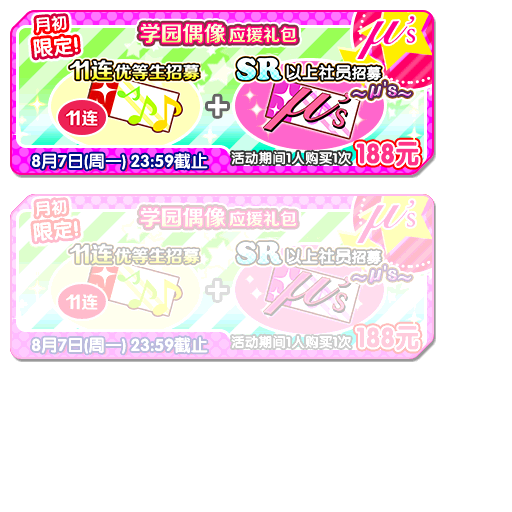 月初
限定!
学园偶像应援礼包
μ's
11连优等生招募
SR以上社员招募
~μ's~
11连
+
μ's
8月7日(周一) 23:59截止
活动期间1人购买1次
188元
月初
限定!
学园偶像应援礼包
μ's
11连优等生招募
SR以上社员招募
~μ's~
11连
+
μ's
8月7日(周一) 23:59截止
活动期间1人购买1次
188元